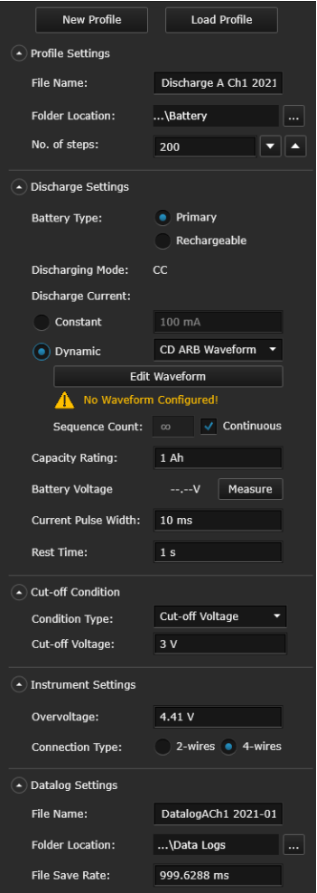 New Profile Load Profile
Profile Settings
File Name: Discharge A Ch1 2021
Folder Location: ...\Battery ...
No. of steps: 200
Discharge Settings
Battery Type: Primary
Rechargeable
Discharging Mode: CC
Discharge Current:
Constant 100 mA
Dynamic CD ARB Waveform
Edit Waveform
No Waveform Configured!
Sequence Count: ∞ Continuous
Capacity Rating: 1 Ah
Battery Voltage --.--V Measure
Current Pulse Width: 10 ms
Rest Time: 1 s
Cut-off Condition
Condition Type: Cut-off Voltage
Cut-off Voltage: 3 V
Instrument Settings
Overvoltage: 4.41 V
Connection Type: 2-wires 4-wires
Datalog Settings
File Name: DatalogACh1 2021-01
Folder Location: ...\Data Logs ...
File Save Rate: 999.6288 ms